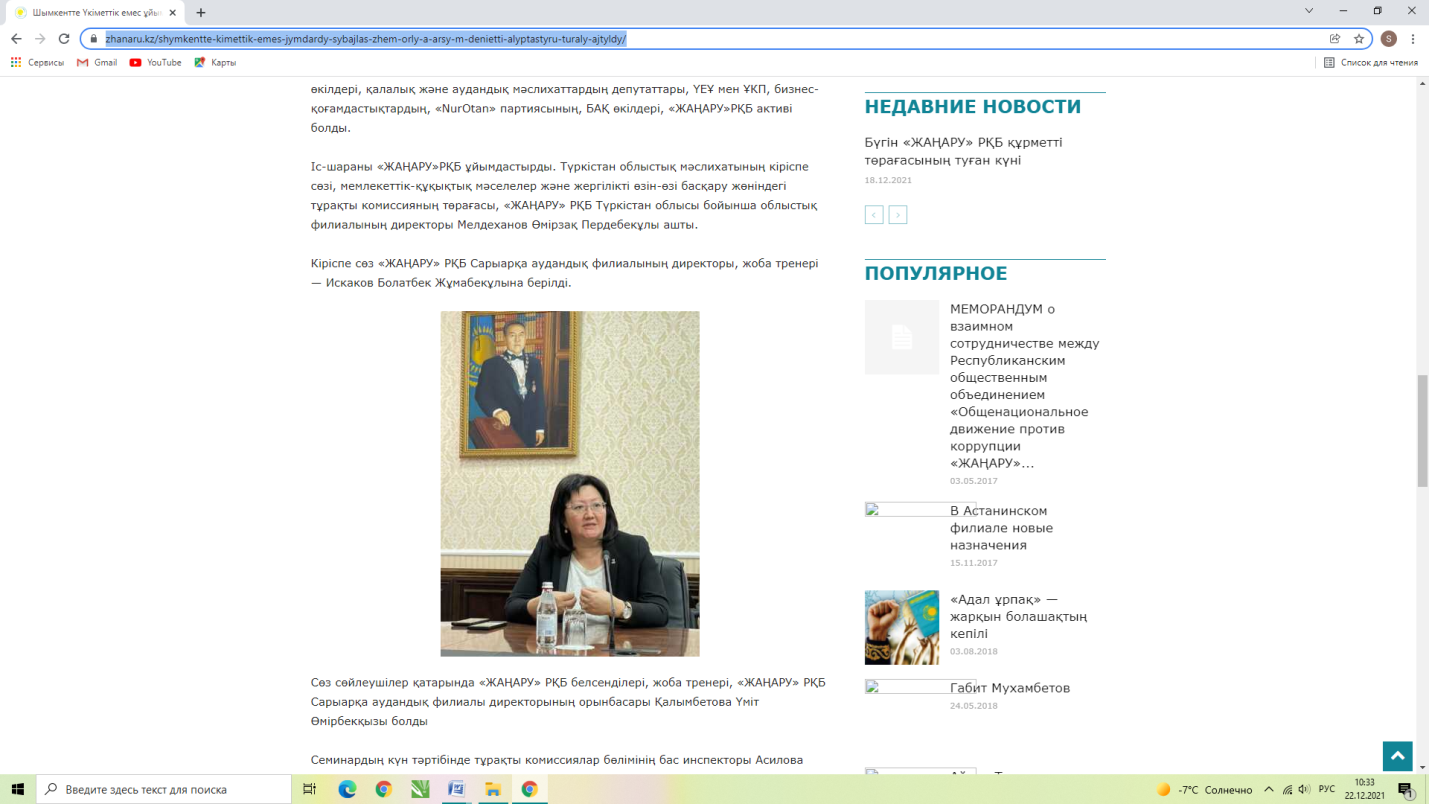 Шымкентте Үкіметтік емес ұйы
zhanaru.kz/shymkentte-kimettik-emes-jymdardy-sybajlas-zhem-orly-a-arsy-m-denietti-alyptastyru-turaly-ajtyldy/
S
Сервисы
Gmail
YouTube
Карты
Список для чтения
өкілдері, қалалық және аудандық мәслихаттардың депутаттары, ҮЕҰ мен ҰКП, бизнес-
қоғамдастықтардың, «NurOtan» партиясының, БАҚ өкілдері, «ЖАҢАРУ»РҚБ активі
болды.
Іс-шараны «ЖАҢАРУ»РҚБ ұйымдастырды. Түркістан облыстық мәслихатының кіріспе
сөзі, мемлекеттік-құқықтық мәселелер және жергілікті өзін-өзі басқару жөніндегі
тұрақты комиссияның төрағасы, «ЖАҢАРУ» РҚБ Түркістан облысы бойынша облыстық
филиалының директоры Мелдеханов Өмірзақ Пердебекұлы ашты.
Кіріспе сөз «ЖАҢАРУ» РҚБ Сарыарқа аудандық филиалының директоры, жоба тренері
— Искаков Болатбек Жұмабекұлына берілді.
Сөз сөйлеушілер қатарында «ЖАҢАРУ» РҚБ белсенділері, жоба тренері, «ЖАҢАРУ» РҚБ
Сарыарқа аудандық филиалы директорының орынбасары Қалымбетова Үміт
Өмірбекқызы болды
Семинардың күн тәртібінде тұрақты комиссиялар бөлімінің бас инспекторы Асилова
НЕДАВНИЕ НОВОСТИ
Бүгін «ЖАҢАРУ» РҚБ құрметті
төрағасының туған күні
18.12.2021
ПОПУЛЯРНОЕ
МЕМОРАНДУМ о
взаимном
сотрудничестве между
Республиканским
общественным
объединением
«Общенациональное
движение против
коррупции
«ЖАҢАРУ»...
03.05.2017
В Астанинском
филиале новые
назначения
15.11.2017
«Адал ұрпақ» —
жарқын болашақтың
кепілі
03.08.2018
Габит Мухамбетов
24.05.2018
Введите здесь текст для поиска
-7°C Солнечно
РУС
10:33
22.12.2021
1